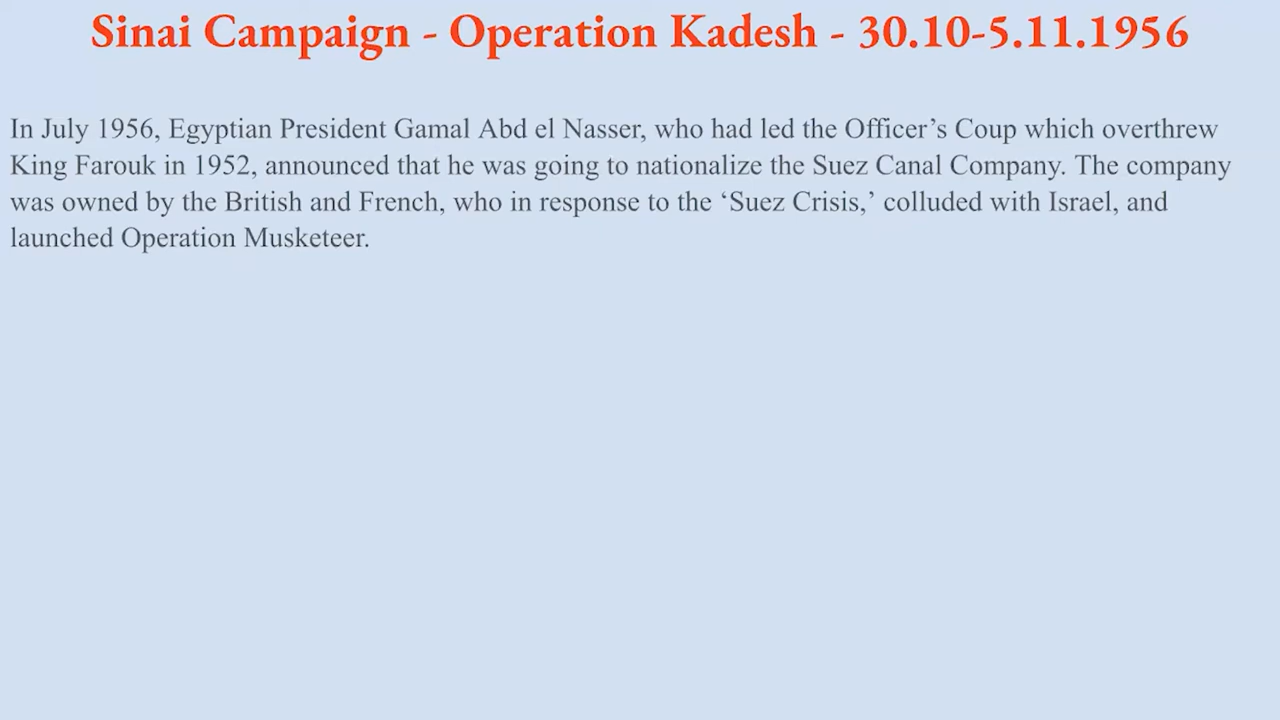 Sinai Campaign - Operation Kadesh - 30.10-5.11.1956
In July 1956, Egyptian President Gamal Abd el Nasser, who had led the Officer’s Coup which overthrew
King Farouk in 1952, announced that he was going to nationalize the Suez Canal Company. The company
was owned by the British and French, who in response to the ‘Suez Crisis,’ colluded with Israel, and
launched Operation Musketeer.